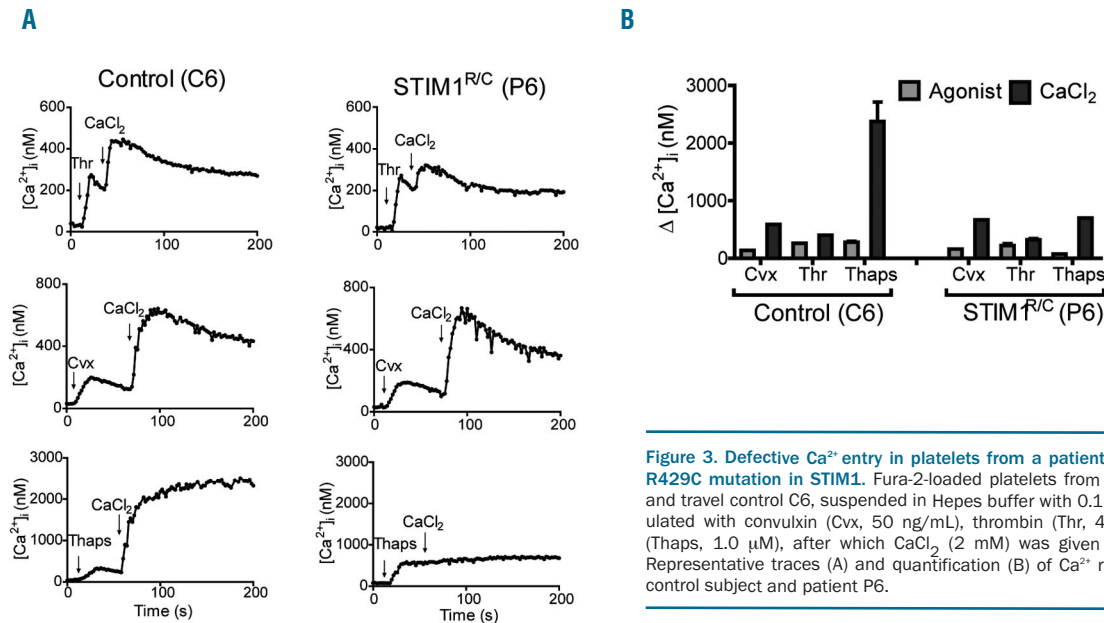 A
B
Control (C6)
STIM1R/C (P6)
600
400
200
0
[Ca2+]i (nM)
Thr
CaCl2
0
100
200
600
400
200
0
[Ca2+]i (nM)
Thr
CaCl2
0
100
200
800
400
0
[Ca2+]i (nM)
Cvx
CaCl2
0
100
200
800
400
0
[Ca2+]i (nM)
Cvx
CaCl2
0
100
200
3000
2000
1000
0
[Ca2+]i (nM)
Thaps
CaCl2
0
100
200
Time (s)
3000
2000
1000
0
[Ca2+]i (nM)
Thaps
CaCl2
0
100
200
Time (s)
3000
2000
1000
0
Δ [Ca2+]i (nM)
Agonist CaCl2
Cvx Thr Thaps Cvx Thr Thaps
Control (C6) STIM1R/C (P6)
Figure 3. Defective Ca2+ entry in platelets from a patient
R429C mutation in STIM1. Fura-2-loaded platelets from
and travel control C6, suspended in Hepes buffer with 0.1
ulated with convulxin (Cvx, 50 ng/mL), thrombin (Thr, 4
(Thaps, 1.0 μM), after which CaCl2 (2 mM) was given
Representative traces (A) and quantification (B) of Ca2+ r
control subject and patient P6.